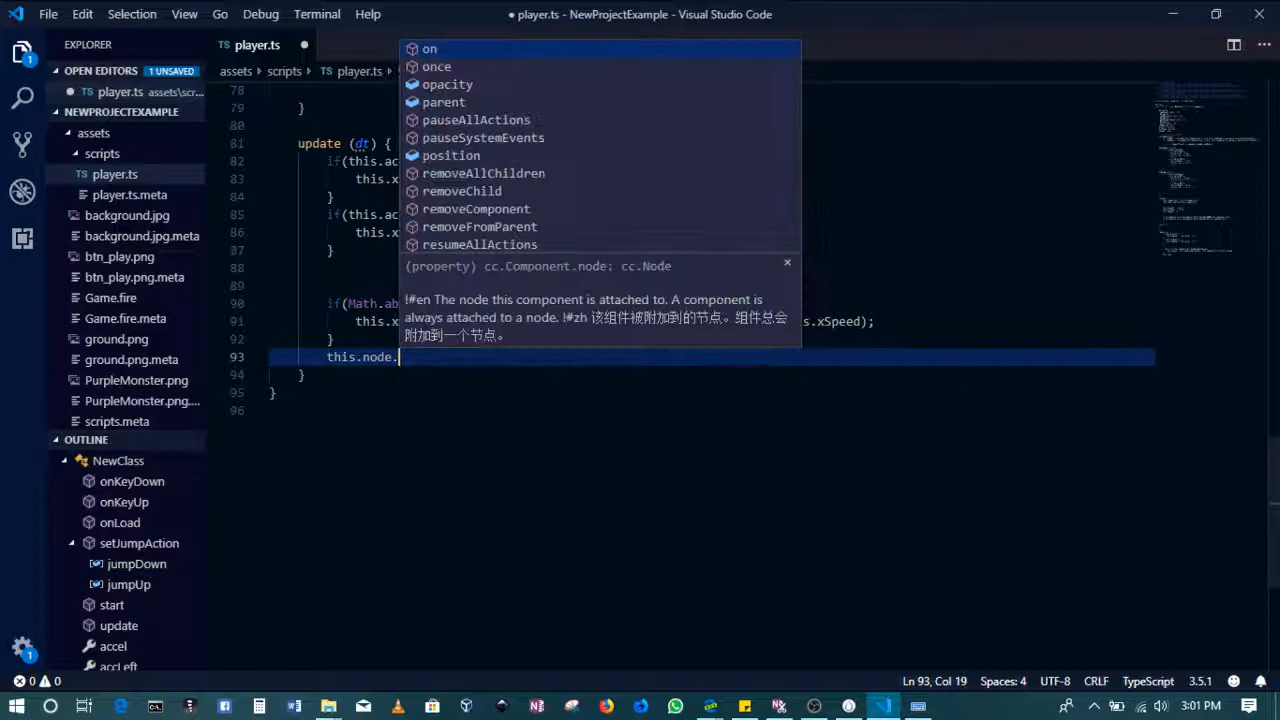 File Edit Selection View Go Debug Terminal Help
● player.ts - NewProjectExample - Visual Studio Code
EXPLORER
TS player.ts
OPEN EDITORS 1 UNSAVED
player.ts assets\scr...
NEWPROJECTEXAMPLE
assets
scripts
TS player.ts
player.ts.meta
background.jpg
background.jpg.meta
btn_play.png
btn_play.png.meta
Game.fire
Game.fire.meta
ground.png
ground.png.meta
PurpleMonster.png
PurpleMonster.png....
scripts.meta
OUTLINE
NewClass
onKeyDown
onKeyUp
onLoad
setJumpAction
jumpDown
jumpUp
start
update
accel
accLeft
assets > scripts > TS player.ts >
78
79 }
80
81 update (dt) {
82 if(this.ac
83 this.x
84 }
85 if(this.ac
86 this.x
87 }
88
89
90 if(Math.ab
91 this.x s.xSpeed);
92 }
93 this.node.
94 }
95 }
96
on
once
opacity
parent
pauseAllActions
pauseSystemEvents
position
removeAllChildren
removeChild
removeComponent
removeFromParent
resumeAllActions
(property) cc.Component.node: cc.Node
!#en The node this component is attached to. A component is
always attached to a node. !#zh 该组件被附加到的节点。组件总会
附加到一个节点。
0 0 Ln 93, Col 19 Spaces: 4 UTF-8 CRLF TypeScript 3.5.1
3:01 PM